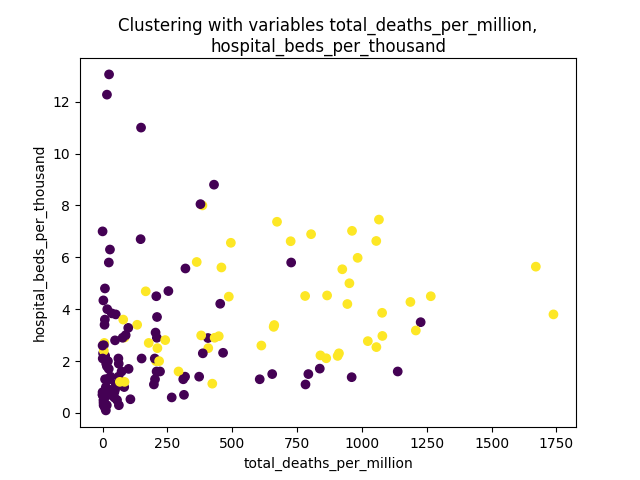 Clustering with variables total_deaths_per_million,
hospital_beds_per_thousand
12
10
8
6
4
2
0
hospital_beds_per_thousand
0 250 500 750 1000 1250 1500 1750
total_deaths_per_million